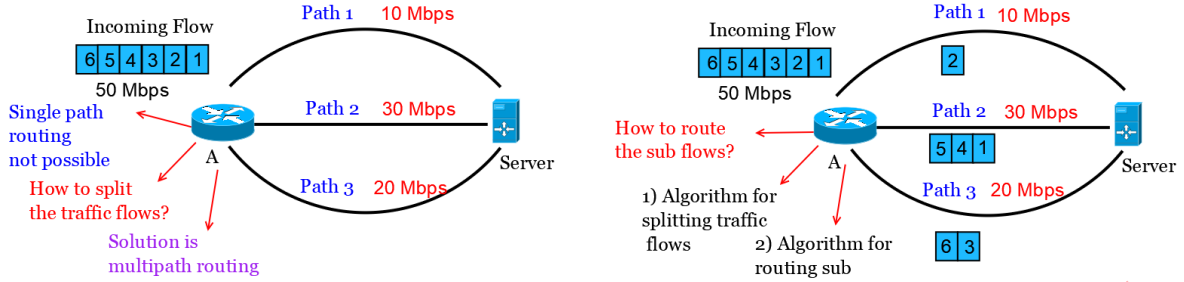 Path 1 10 Mbps
Incoming Flow
6 5 4 3 2 1
50 Mbps
Single path
routing
not possible
Path 2 30 Mbps
A
Server
How to split
the traffic flows?
Path 3 20 Mbps
Solution is
multipath routing
Path 1 10 Mbps
Incoming Flow
6 5 4 3 2 1
50 Mbps
2
Path 2 30 Mbps
How to route
the sub flows?
A
5 4 1
Server
Path 3 20 Mbps
1) Algorithm for
splitting traffic
flows
2) Algorithm for
routing sub
6 3